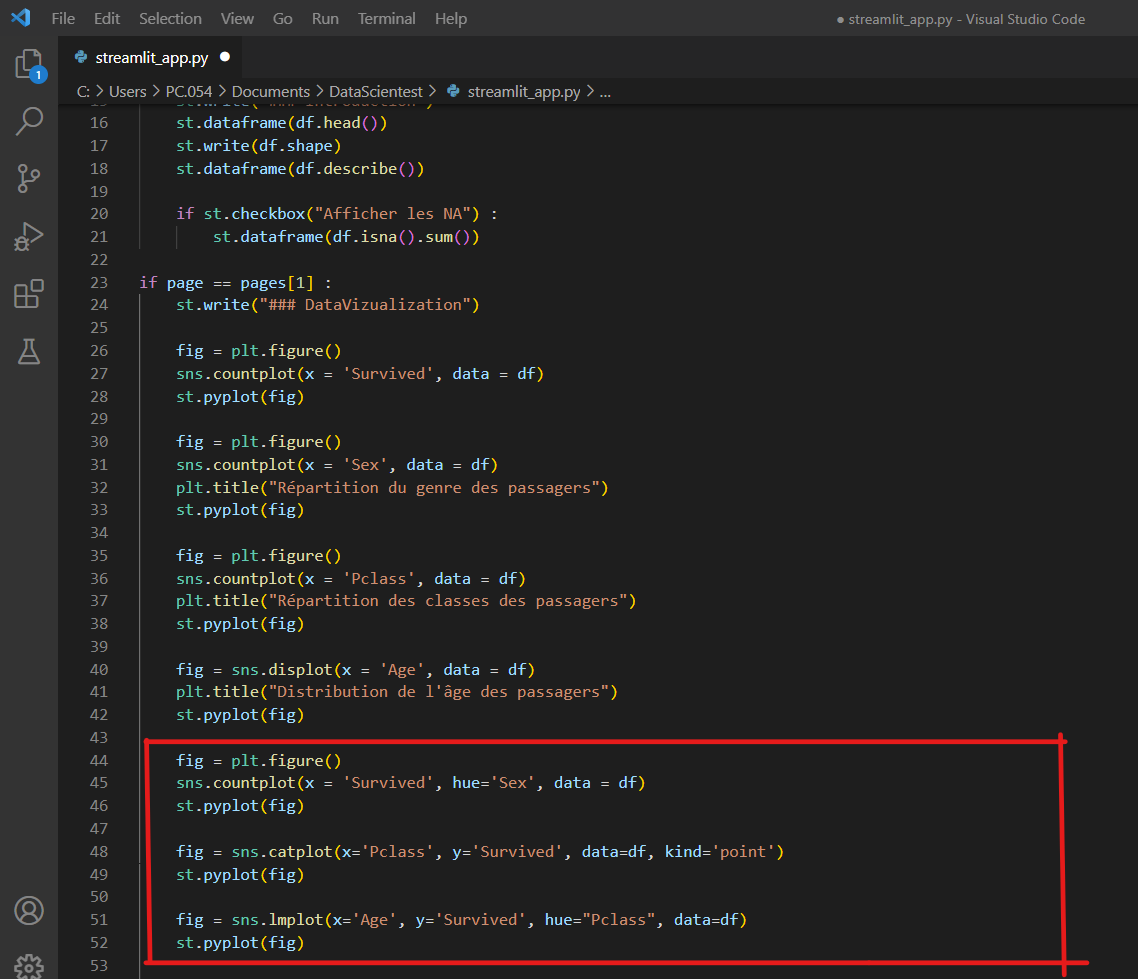 File Edit Selection View Go Run Terminal Help ● streamlit_app.py - Visual Studio Code
streamlit_app.py ●
1
C: > Users > PC.054 > Documents > DataScientest > streamlit_app.py > ...
16 st.dataframe(df.head())
17 st.write(df.shape)
18 st.dataframe(df.describe())
19
20 if st.checkbox("Afficher les NA") :
21 st.dataframe(df.isna().sum())
22
23 if page == pages[1] :
24 st.write("### DataVizualization")
25
26 fig = plt.figure()
27 sns.countplot(x = 'Survived', data = df)
28 st.pyplot(fig)
29
30 fig = plt.figure()
31 sns.countplot(x = 'Sex', data = df)
32 plt.title("Répartition du genre des passagers")
33 st.pyplot(fig)
34
35 fig = plt.figure()
36 sns.countplot(x = 'Pclass', data = df)
37 plt.title("Répartition des classes des passagers")
38 st.pyplot(fig)
39
40 fig = sns.displot(x = 'Age', data = df)
41 plt.title("Distribution de l'âge des passagers")
42 st.pyplot(fig)
43
44 fig = plt.figure()
45 sns.countplot(x = 'Survived', hue='Sex', data = df)
46 st.pyplot(fig)
47
48 fig = sns.catplot(x='Pclass', y='Survived', data=df, kind='point')
49 st.pyplot(fig)
50
51 fig = sns.lmplot(x='Age', y='Survived', hue="Pclass", data=df)
52 st.pyplot(fig)
53